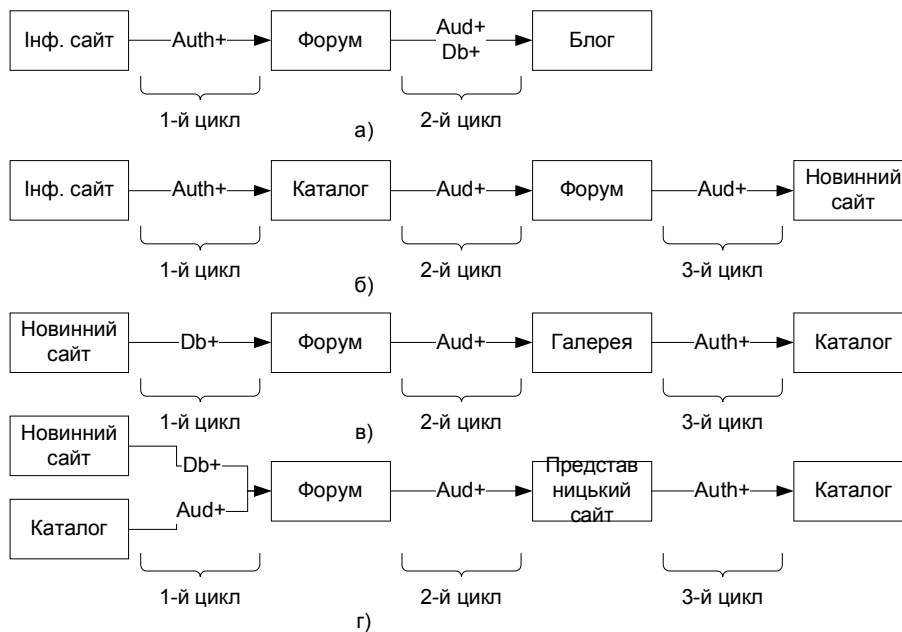 Інф. сайт
Auth+
Форум
Aud+
Db+
Блог
1-й цикл
2-й цикл
а)
Інф. сайт
Auth+
Каталог
Aud+
Форум
Aud+
Новинний
сайт
1-й цикл
2-й цикл
3-й цикл
б)
Новинний
сайт
Db+
Форум
Aud+
Галерея
Auth+
Каталог
1-й цикл
2-й цикл
3-й цикл
в)
Новинний
сайт
Db+
Каталог
Aud+
Форум
Aud+
Представ
ницький
сайт
Auth+
Каталог
1-й цикл
2-й цикл
3-й цикл
г)